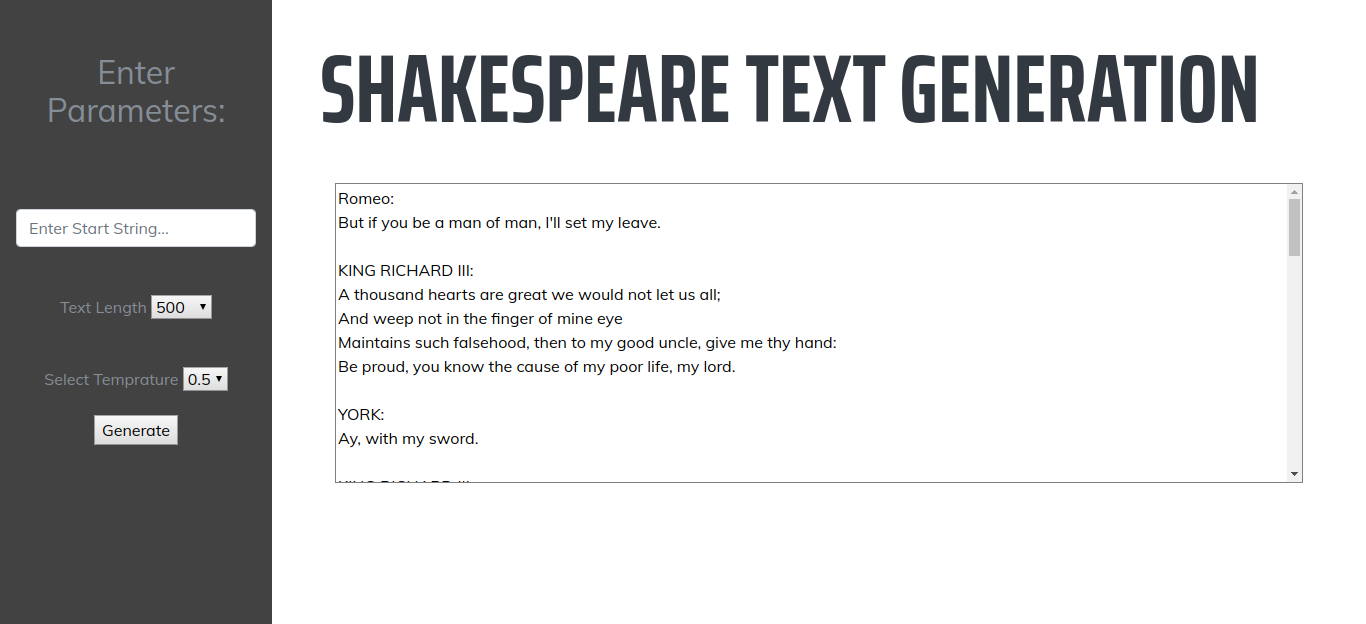 Enter
Parameters:
Enter Start String...
Text Length 500
Select Temprature 0.5
Generate
SHAKESPEARE TEXT GENERATION
Romeo:
But if you be a man of man, I'll set my leave.
KING RICHARD III:
A thousand hearts are great we would not let us all;
And weep not in the finger of mine eye
Maintains such falsehood, then to my good uncle, give me thy hand:
Be proud, you know the cause of my poor life, my lord.
YORK:
Ay, with my sword.